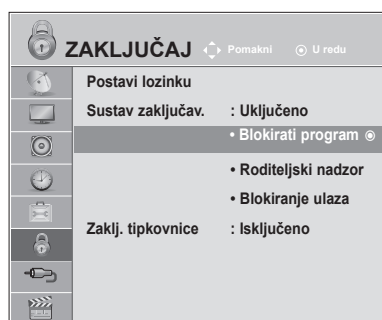 ZAKLJUČAJ Pomakni U redu
Postavi lozinku
Sustav zaključav. : Uključeno
• Blokirati program
• Roditeljski nadzor
• Blokiranje ulaza
Zaklj. tipkovnice : Isključeno